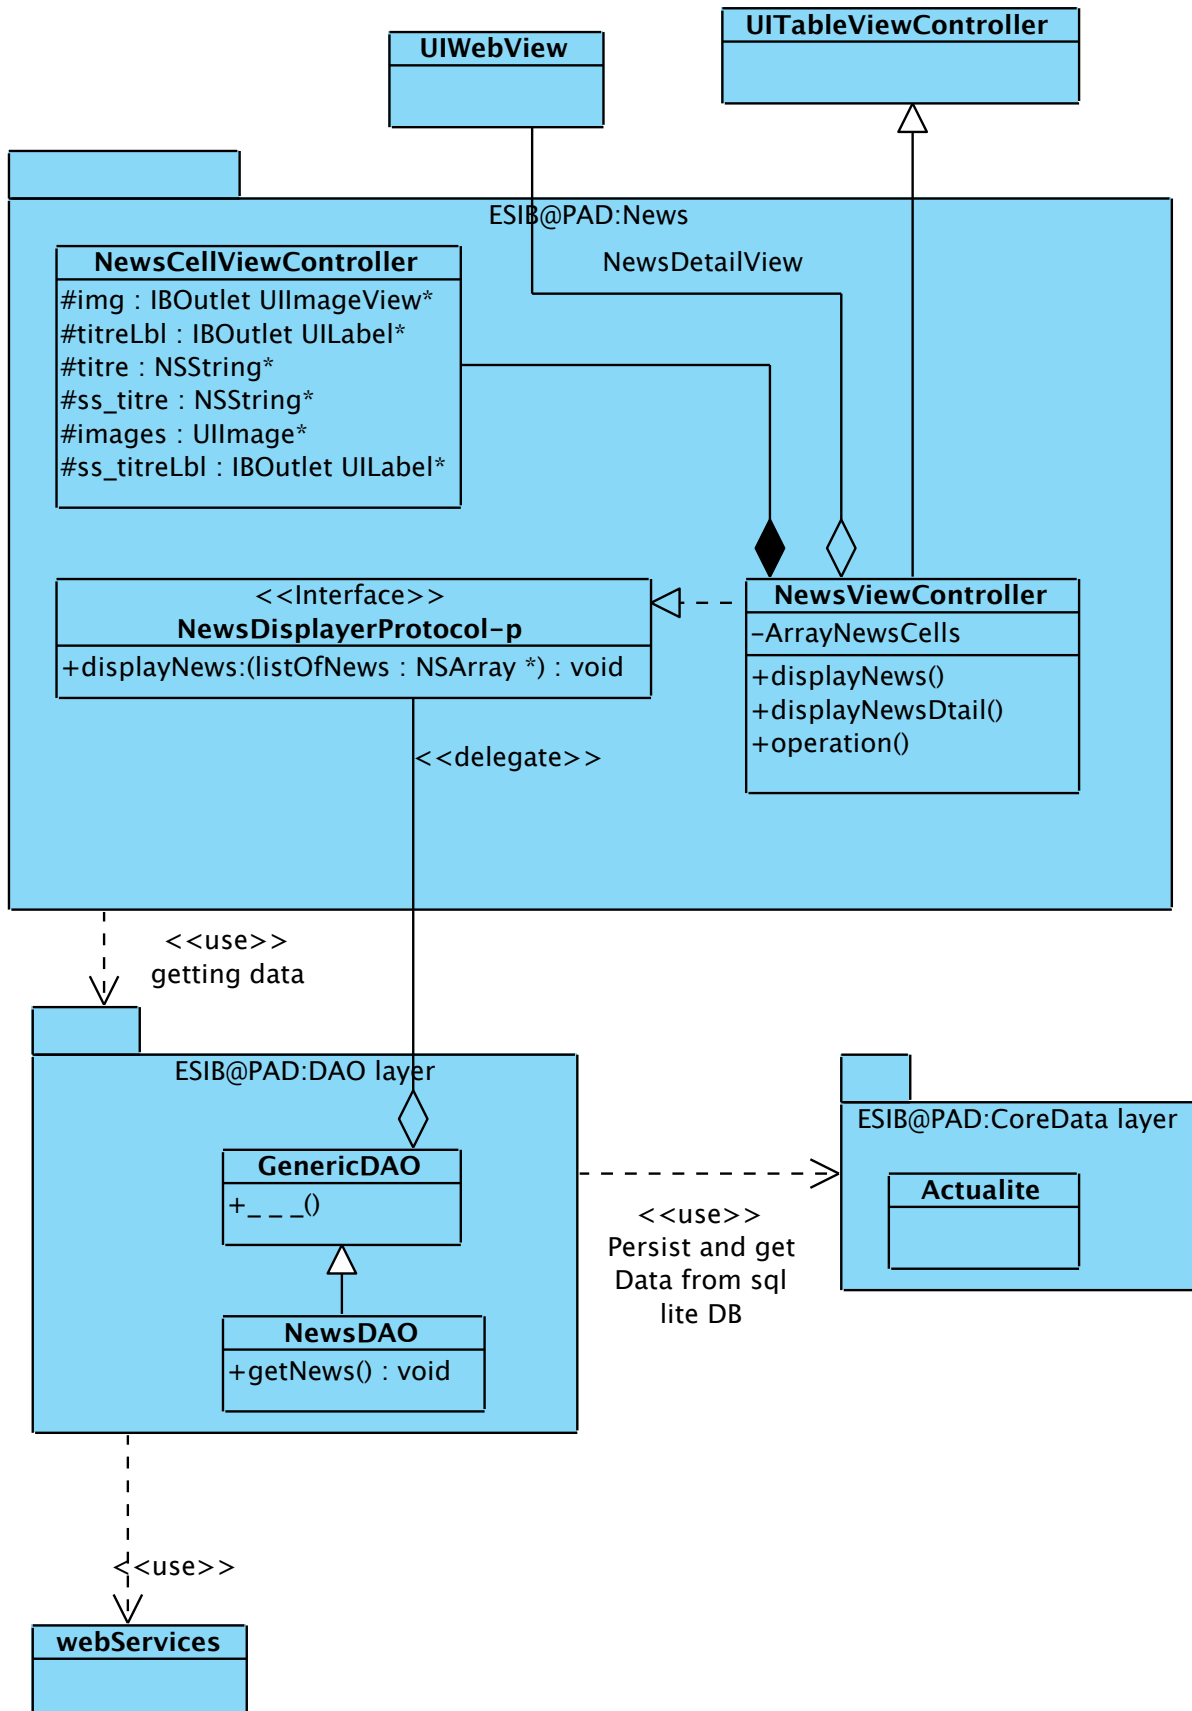 UIWebView
UITableViewController
ESIB@PAD:News
NewsCellViewController
#img : IBOutlet UIImageView*
#titreLbl : IBOutlet UILabel*
#titre : NSString*
#ss_titre : NSString*
#images : UIImage*
#ss_titreLbl : IBOutlet UILabel*
NewsDetailView
<<Interface>>
NewsDisplayerProtocol-p
+displayNews:(listOfNews : NSArray *) : void
NewsViewController
-ArrayNewsCells
+displayNews()
+displayNewsDtail()
+operation()
<<delegate>>
<<use>>
getting data
ESIB@PAD:DAO layer
GenericDAO
+_ _ _()
NewsDAO
+getNews() : void
<<use>>
Persist and get
Data from sql
lite DB
ESIB@PAD:CoreData layer
Actualite
<<use>>
webServices